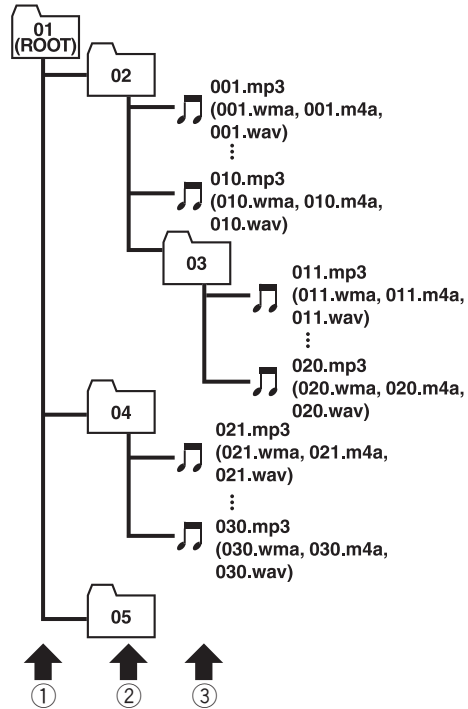 01
(ROOT)
02
001.mp3
(001.wma, 001.m4a,
001.wav)
010.mp3
(010.wma, 010.m4a,
010.wav)
03
011.mp3
(011.wma, 011.m4a,
011.wav)
020.mp3
(020.wma, 020.m4a,
020.wav)
04
021.mp3
(021.wma, 021.m4a,
021.wav)
030.mp3
(030.wma, 030.m4a,
030.wav)
05
① ② ③